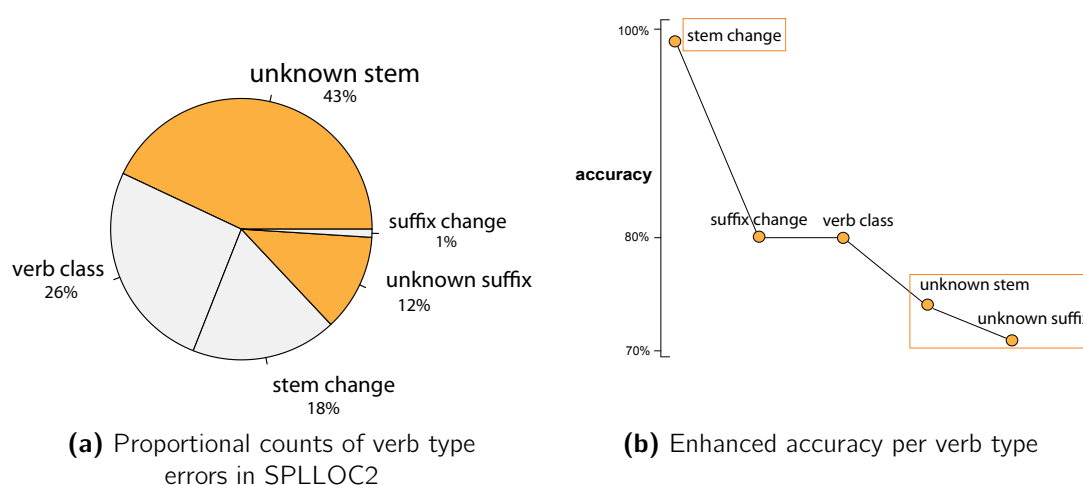 unknown stem
43%
suffix change
1%
verb class
26%
unknown suffix
12%
stem change
18%
(a) Proportional counts of verb type
errors in SPLLOC2
100%
stem change
accuracy
suffix change
verb class
80%
unknown stem
unknown suffix
70%
(b) Enhanced accuracy per verb type